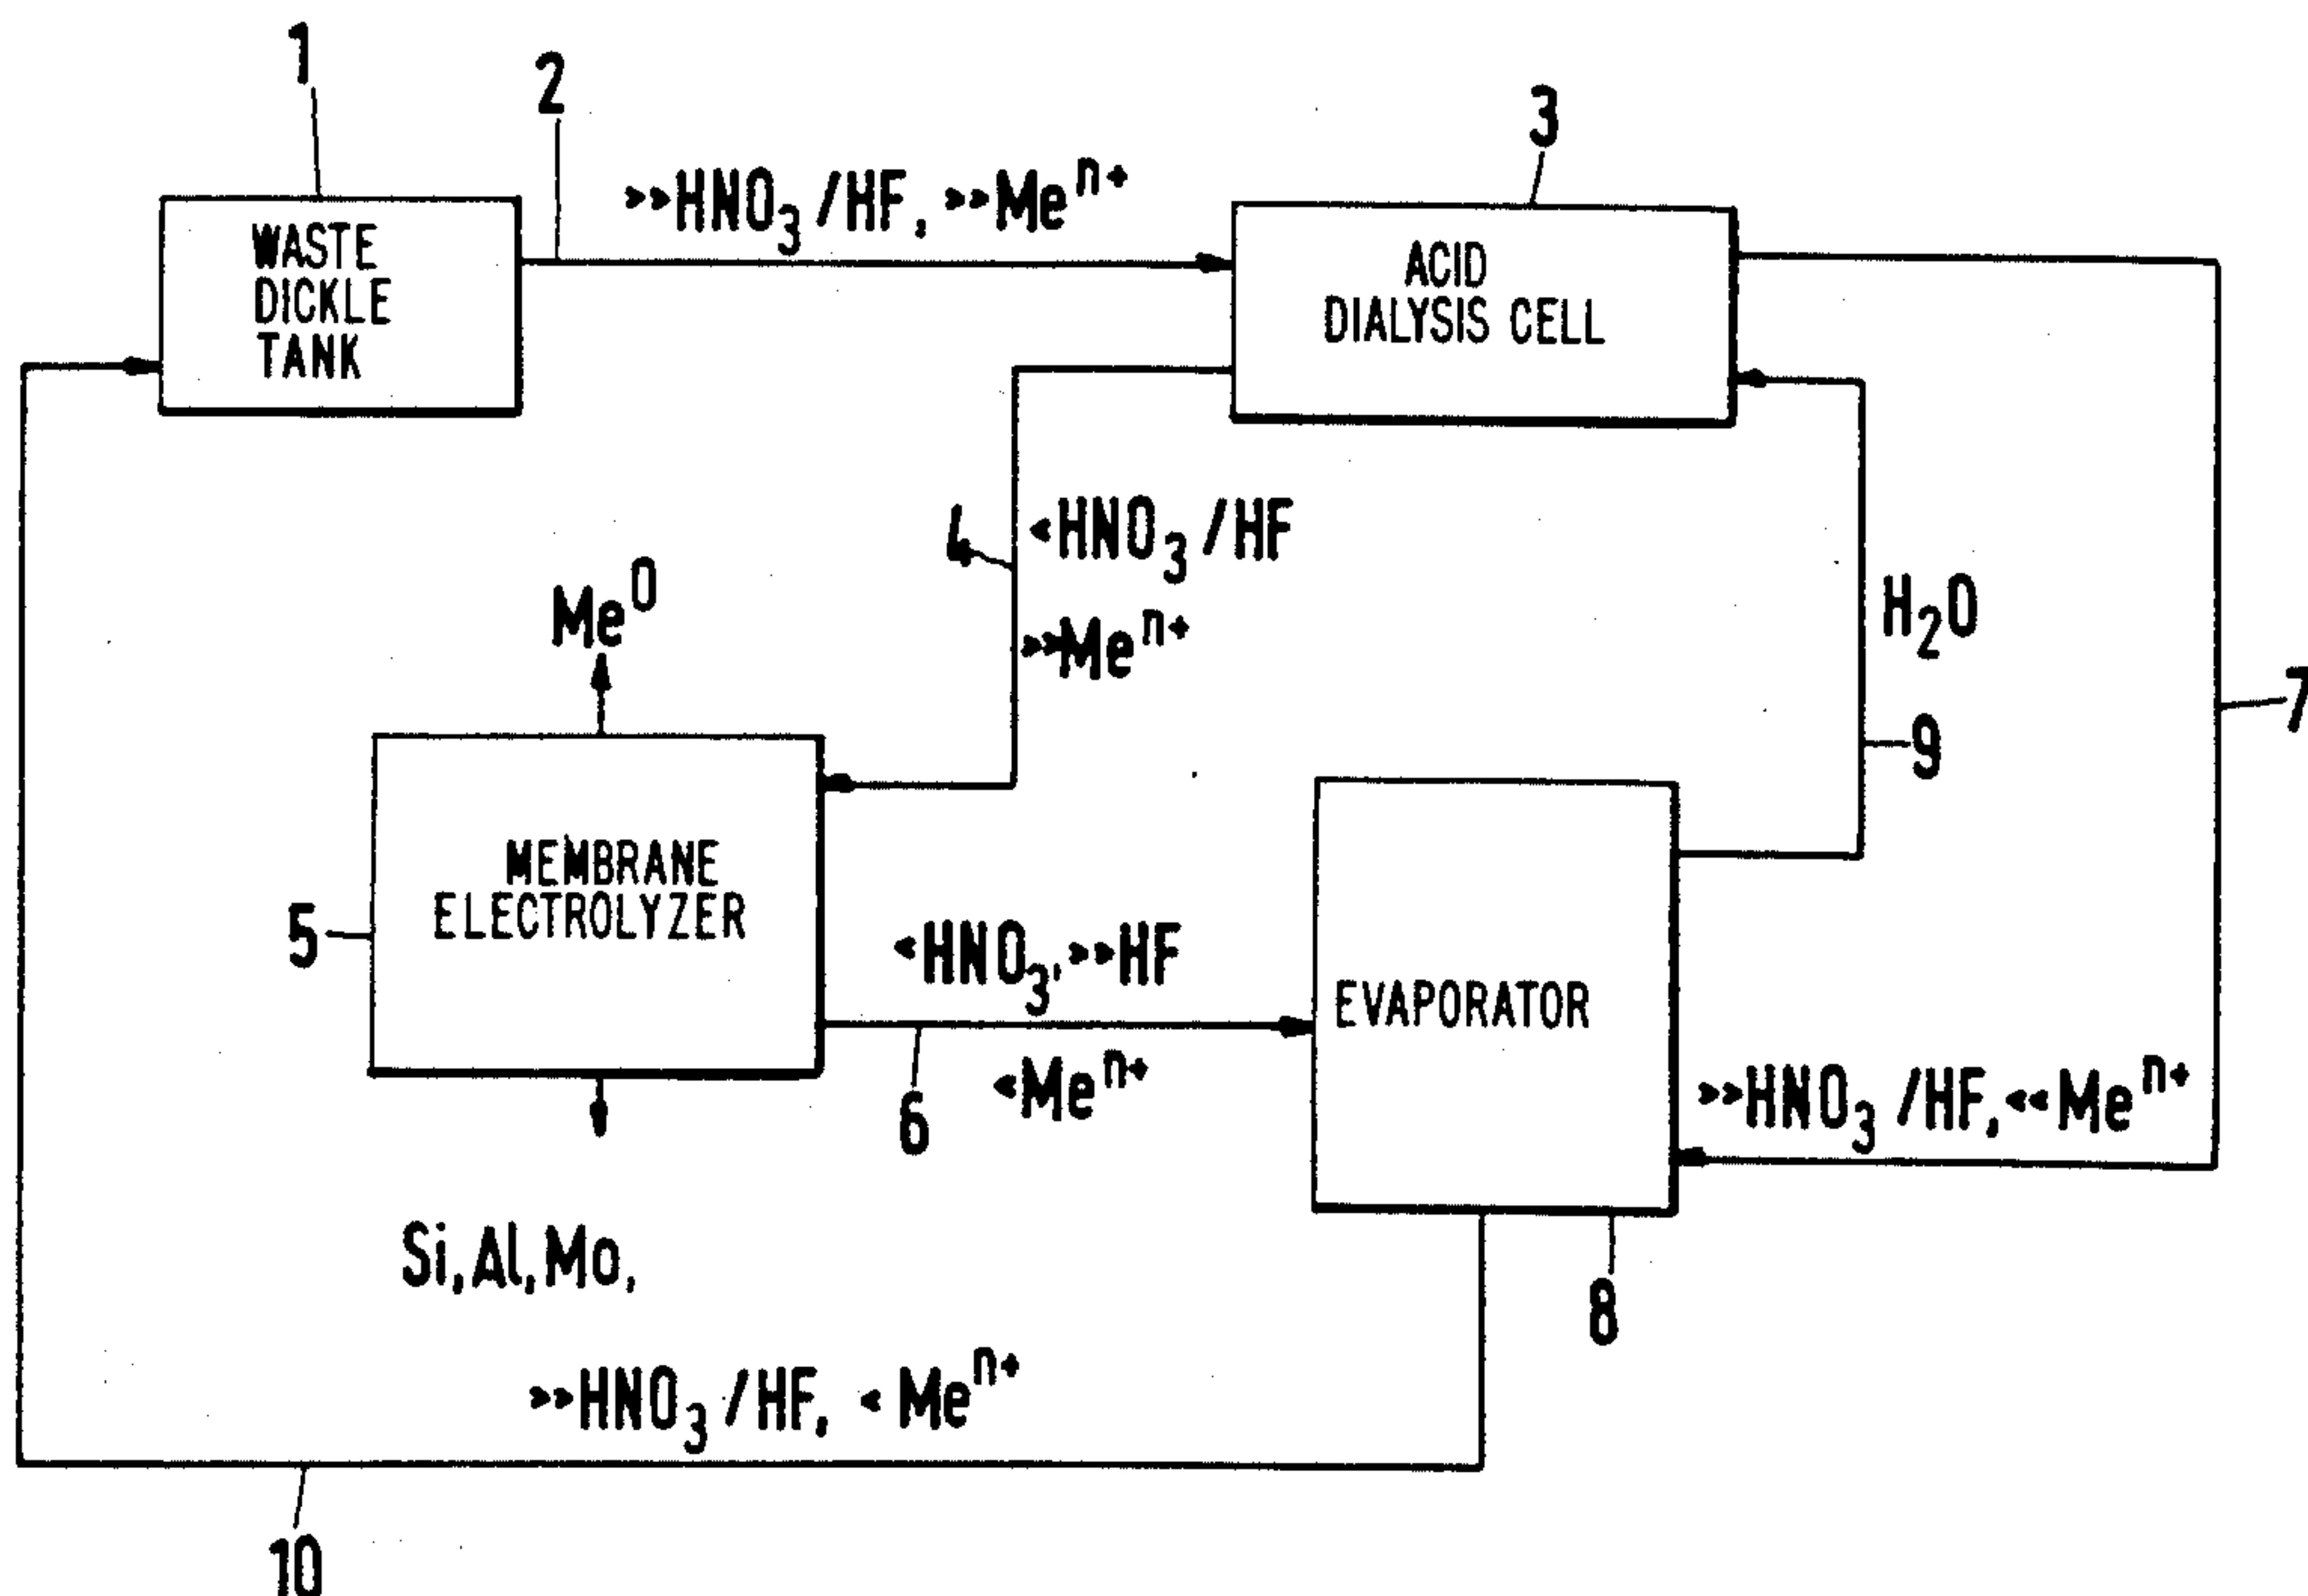 1
2
3
>>HNO3/HF, >>Me^n+
WASTE
DICKLE
TANK
ACID
DIALYSIS CELL
4
<HNO3/HF
>>Me^n+
Me^0
H2O
7
9
MEMBRANE
ELECTROLYZER
5
<HNO3, >>HF
<Me^n+
6
EVAPORATOR
>>HNO3/HF, <<Me^n+
8
Si, Al, Mo,
>>HNO3/HF, < Me^n+
10